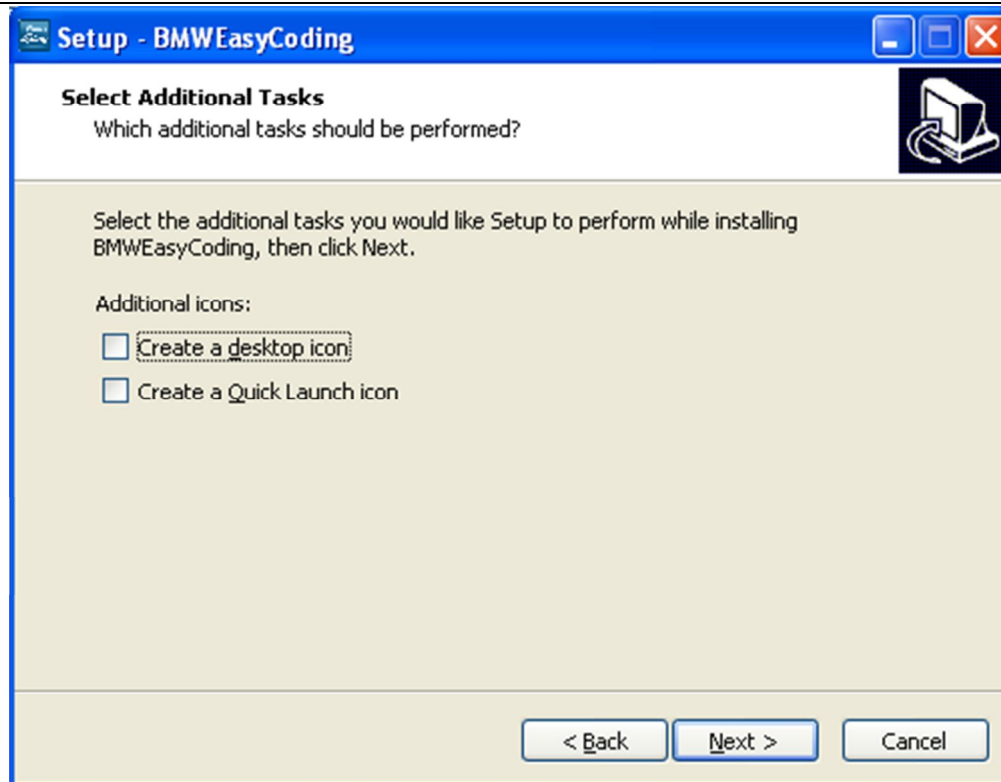 Setup - BMWEasyCoding
Select Additional Tasks
Which additional tasks should be performed?
Select the additional tasks you would like Setup to perform while installing
BMWEasyCoding, then click Next.
Additional icons:
Create a desktop icon
Create a Quick Launch icon
< Back Next > Cancel